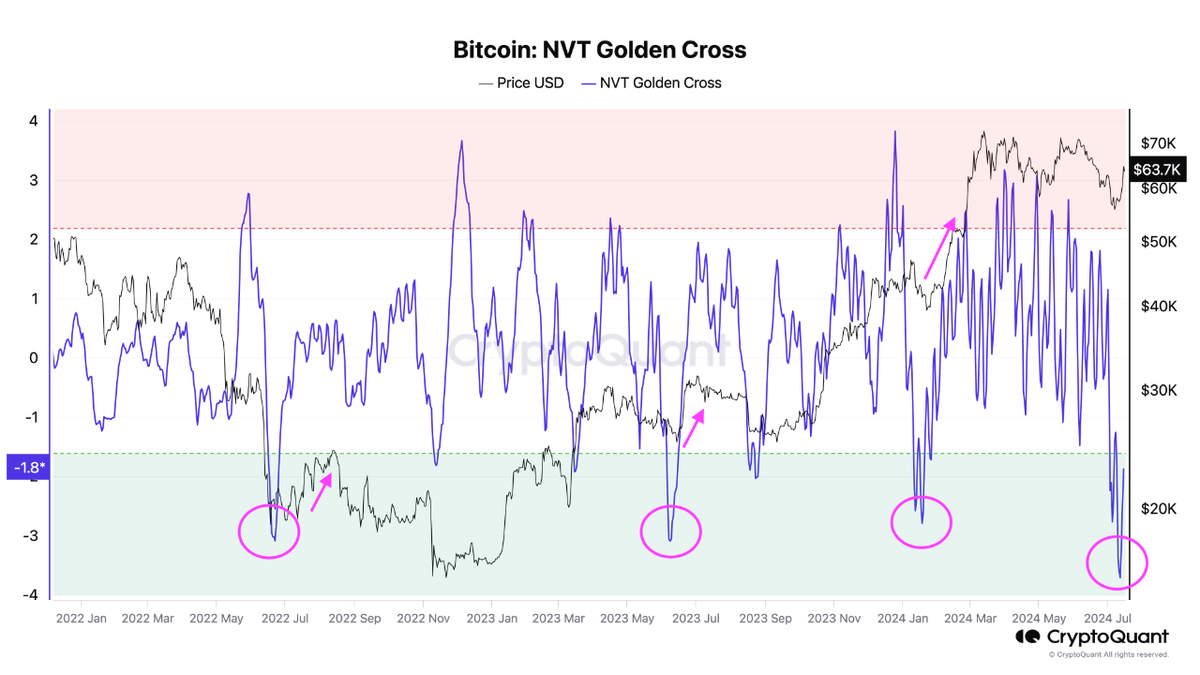 Bitcoin: NVT Golden Cross
Price USD NVT Golden Cross
4
3
2
1
0
-1
-1.8*
-3
-4
$70K
$63.7K
$60K
$50K
$40K
$30K
$20K
CryptoQuant
2022 Jan 2022 Mar 2022 May 2022 Jul 2022 Sep 2022 Nov 2023 Jan 2023 Mar 2023 May 2023 Jul 2023 Sep 2023 Nov 2024 Jan 2024 Mar 2024 May 2024 Jul
CryptoQuant
© CryptoQuant All rights reserved.